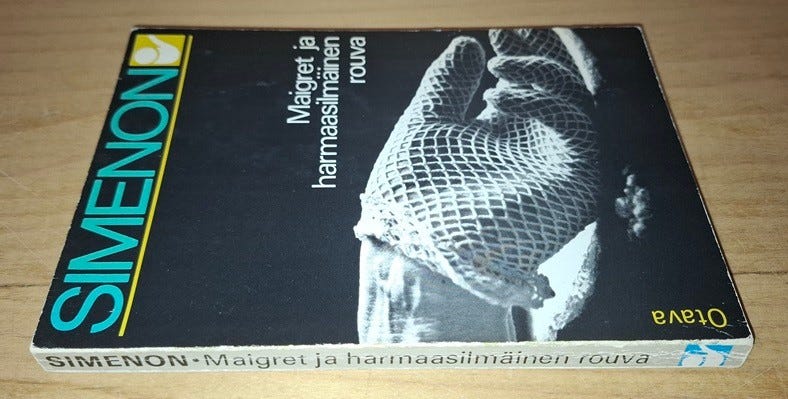 SIMENON
Maigret ja
harmaasilmäinen
rouva
Otava
SIMENON • Maigret ja harmaasilmäinen rouva